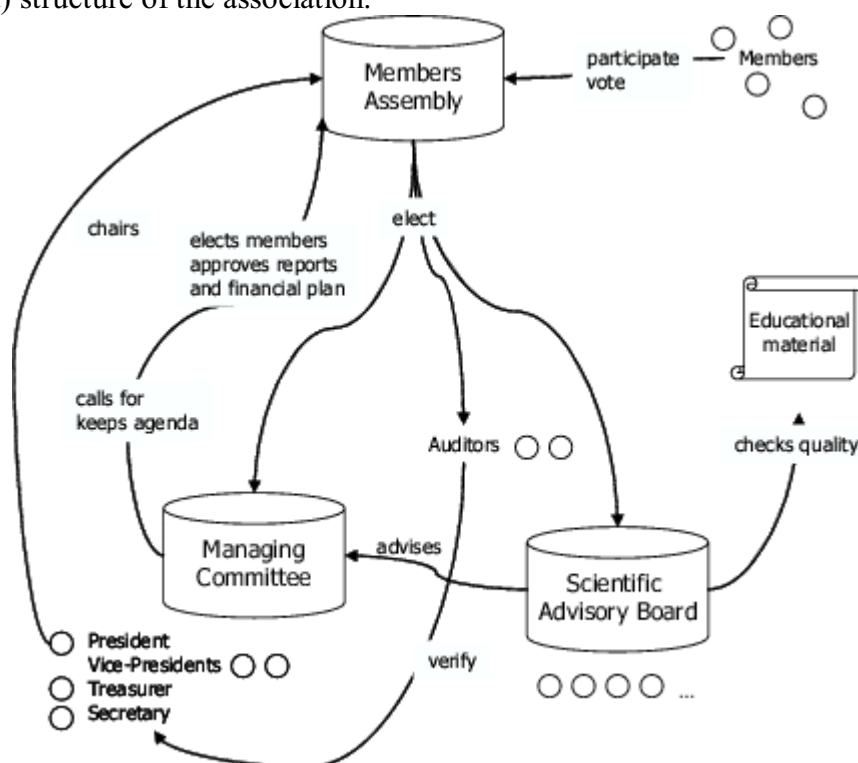 ) structure of the association.
Members
Assembly
participate
vote
Members
chairs
elect
elects members
approves reports
and financial plan
Educational
material
calls for
keeps agenda
Auditors
checks quality
Managing
Committee
advises
Scientific
Advisory Board
President
Vice-Presidents
Treasurer
Secretary
verify
...